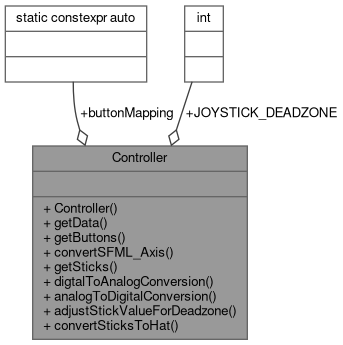 static constexpr auto
int
+buttonMapping
+JOYSTICK_DEADZONE
Controller
+ Controller()
+ getData()
+ getButtons()
+ convertSFML_Axis()
+ getSticks()
+ digtalToAnalogConversion()
+ analogToDigitalConversion()
+ adjustStickValueForDeadzone()
+ convertSticksToHat()